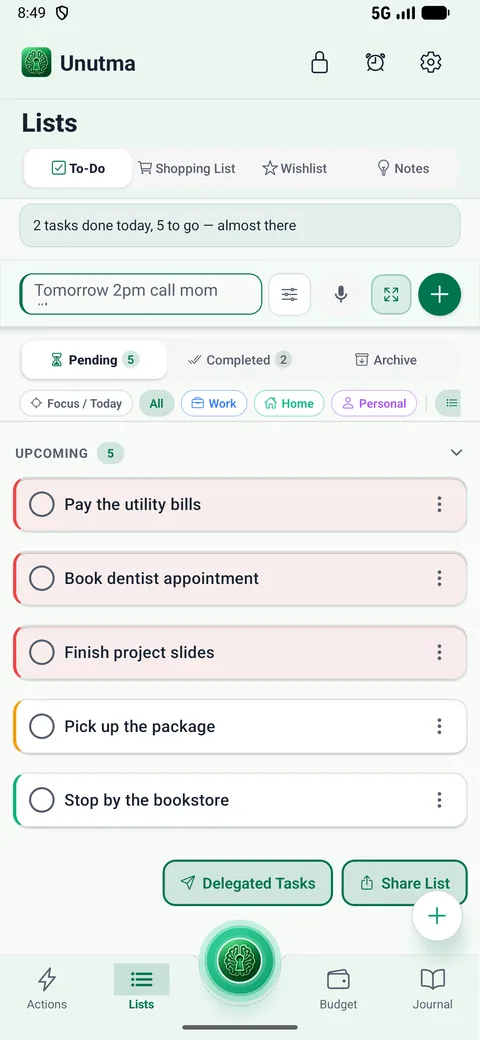 8:49
5G
Unutma
Lists
To-Do
Shopping List
Wishlist
Notes
2 tasks done today, 5 to go — almost there
Tomorrow 2pm call mom
...
Pending 5
Completed 2
Archive
Focus / Today
All
Work
Home
Personal
UPCOMING 5
Pay the utility bills
Book dentist appointment
Finish project slides
Pick up the package
Stop by the bookstore
Delegated Tasks
Share List
Actions
Lists
Budget
Journal